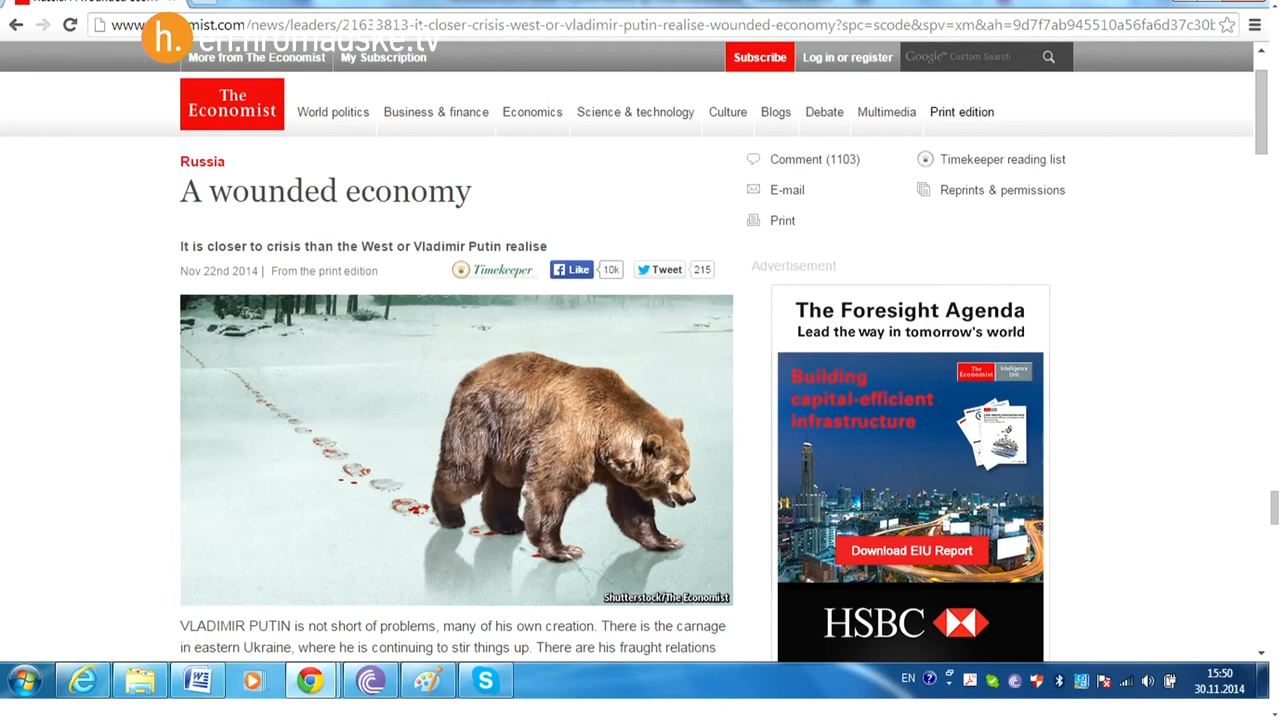 www.economist.com/news/leaders/21633813-it-closer-crisis-west-or-vladimir-putin-realise-wounded-economy?spc=scode&spv=xm&ah=9d7f7ab945510a56fa6d7c30b
h. en.hromadske.tv
More from The Economist
My Subscription
Subscribe
Log in or register
Google™ Custom Search
The
Economist
World politics
Business & finance
Economics
Science & technology
Culture
Blogs
Debate
Multimedia
Print edition
Russia
A wounded economy
It is closer to crisis than the West or Vladimir Putin realise
Nov 22nd 2014 | From the print edition
Timekeeper
Like
10k
Tweet
215
Comment (1103)
Timekeeper reading list
E-mail
Reprints & permissions
Print
Advertisement
The Foresight Agenda
Lead the way in tomorrow's world
The
Economist
Intelligence
Unit
Building
capital-efficient
infrastructure
Download EIU Report
HSBC
Shutterstock/The Economist
VLADIMIR PUTIN is not short of problems, many of his own creation. There is the carnage
in eastern Ukraine, where he is continuing to stir things up. There are his fraught relations
EN
15:50
30.11.2014